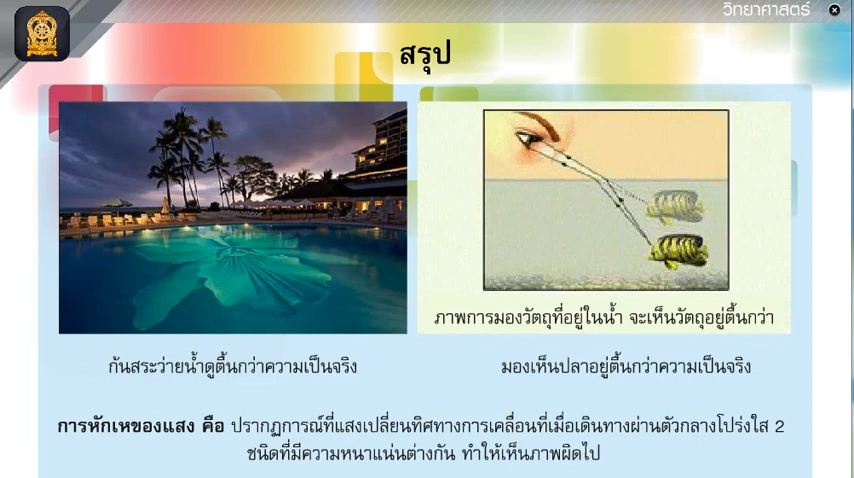 วิทยาศาสตร์
สรุป
ภาพการมองวัตถุที่อยู่ในน้ำ จะเห็นวัตถุอยู่ตื้นกว่า
ก้นสระว่ายน้ำดูตื้นกว่าความเป็นจริง
มองเห็นปลาอยู่ตื้นกว่าความเป็นจริง
การหักเหของแสง คือ ปรากฏการณ์ที่แสงเปลี่ยนทิศทางการเคลื่อนที่เมื่อเดินทางผ่านตัวกลางโปร่งใส 2
ชนิดที่มีความหนาแน่นต่างกัน ทำให้เห็นภาพผิดไป